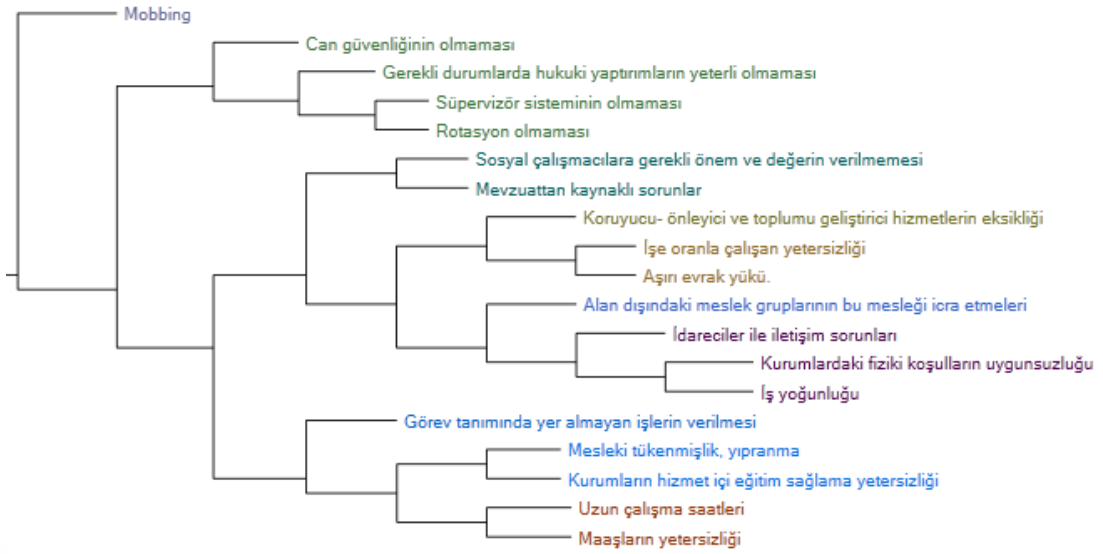 Mobbing
Can güvenliğinin olmaması
Gerekli durumlarda hukuki yaptırımların yeterli olmaması
Süpervizör sisteminin olmaması
Rotasyon olmaması
Sosyal çalışmacılara gerekli önem ve değerin verilmemesi
Mevzuattan kaynaklı sorunlar
Koruyucu- önleyici ve toplumu geliştirici hizmetlerin eksikliği
İşe oranla çalışan yetersizliği
Aşırı evrak yükü.
Alan dışındaki meslek gruplarının bu mesleği icra etmeleri
İdareciler ile iletişim sorunları
Kurumlardaki fiziki koşulların uygunsuzluğu
İş yoğunluğu
Görev tanımında yer almayan işlerin verilmesi
Mesleki tükenmişlik, yıpranma
Kurumların hizmet içi eğitim sağlama yetersizliği
Uzun çalışma saatleri
Maaşların yetersizliği